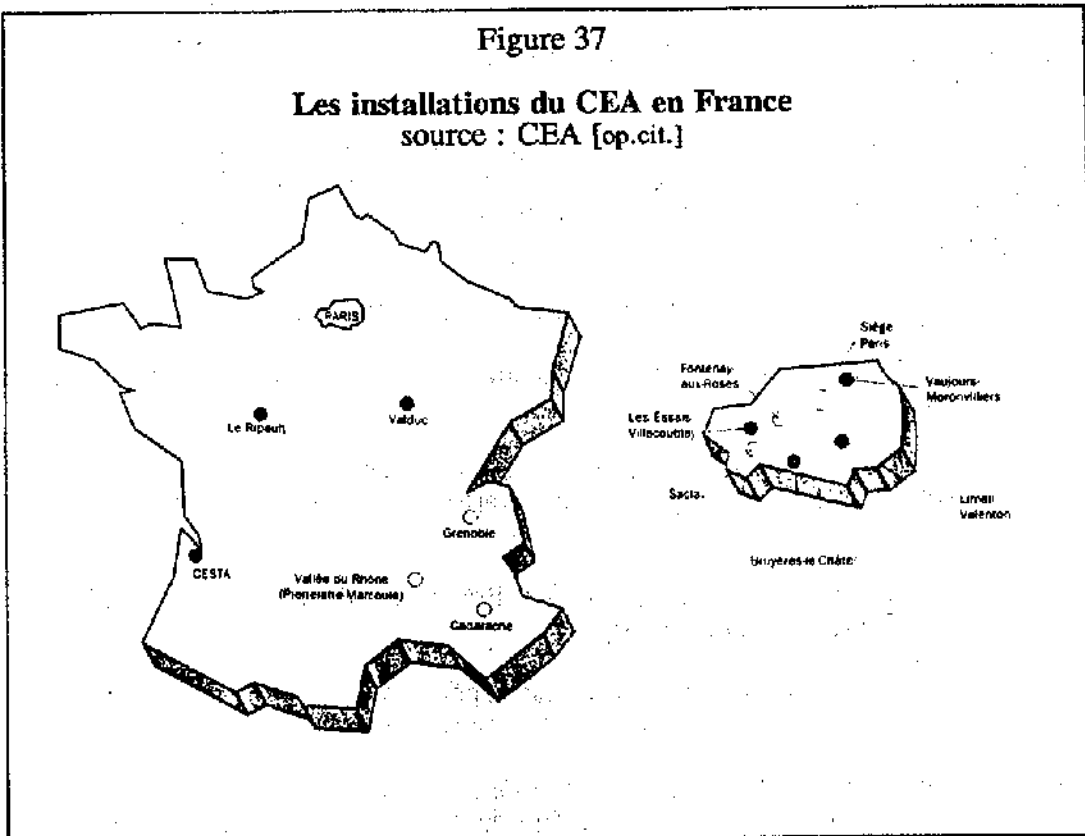 Figure 37
Les installations du CEA en France
source : CEA [op.cit.]
PARIS
Le Ripault
Valduc
Grenoble
CESTA
Vallée du Rhône
(Pierrelatte-Marcoule)
Cadarache
Siège
Paris
Fontenay-
aux-Roses
Vaujours-
Moronvilliers
Les Essais
Villacoublay
Saclay
Limeil
Valenton
Bruyères-le Châtel